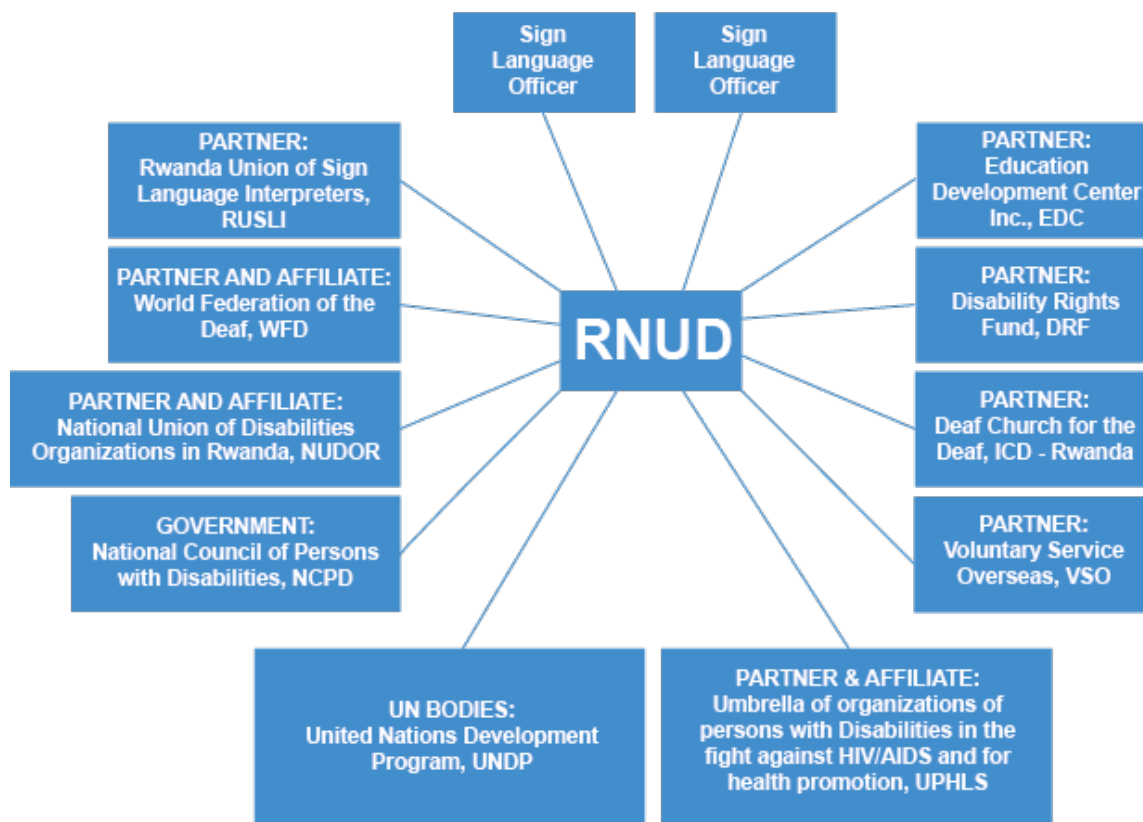 Sign
Language
Officer
Sign
Language
Officer
PARTNER:
Rwanda Union of Sign
Language Interpreters,
RUSLI
PARTNER:
Education
Development Center
Inc., EDC
PARTNER AND AFFILIATE:
World Federation of the
Deaf, WFD
RNUD
PARTNER:
Disability Rights
Fund, DRF
PARTNER AND AFFILIATE:
National Union of Disabilities
Organizations in Rwanda, NUDOR
PARTNER:
Deaf Church for the
Deaf, ICD - Rwanda
GOVERNMENT:
National Council of Persons
with Disabilities, NCPD
PARTNER:
Voluntary Service
Overseas, VSO
UN BODIES:
United Nations Development
Program, UNDP
PARTNER & AFFILIATE:
Umbrella of organizations of
persons with Disabilities in the
fight against HIV/AIDS and for
health promotion, UPHLS